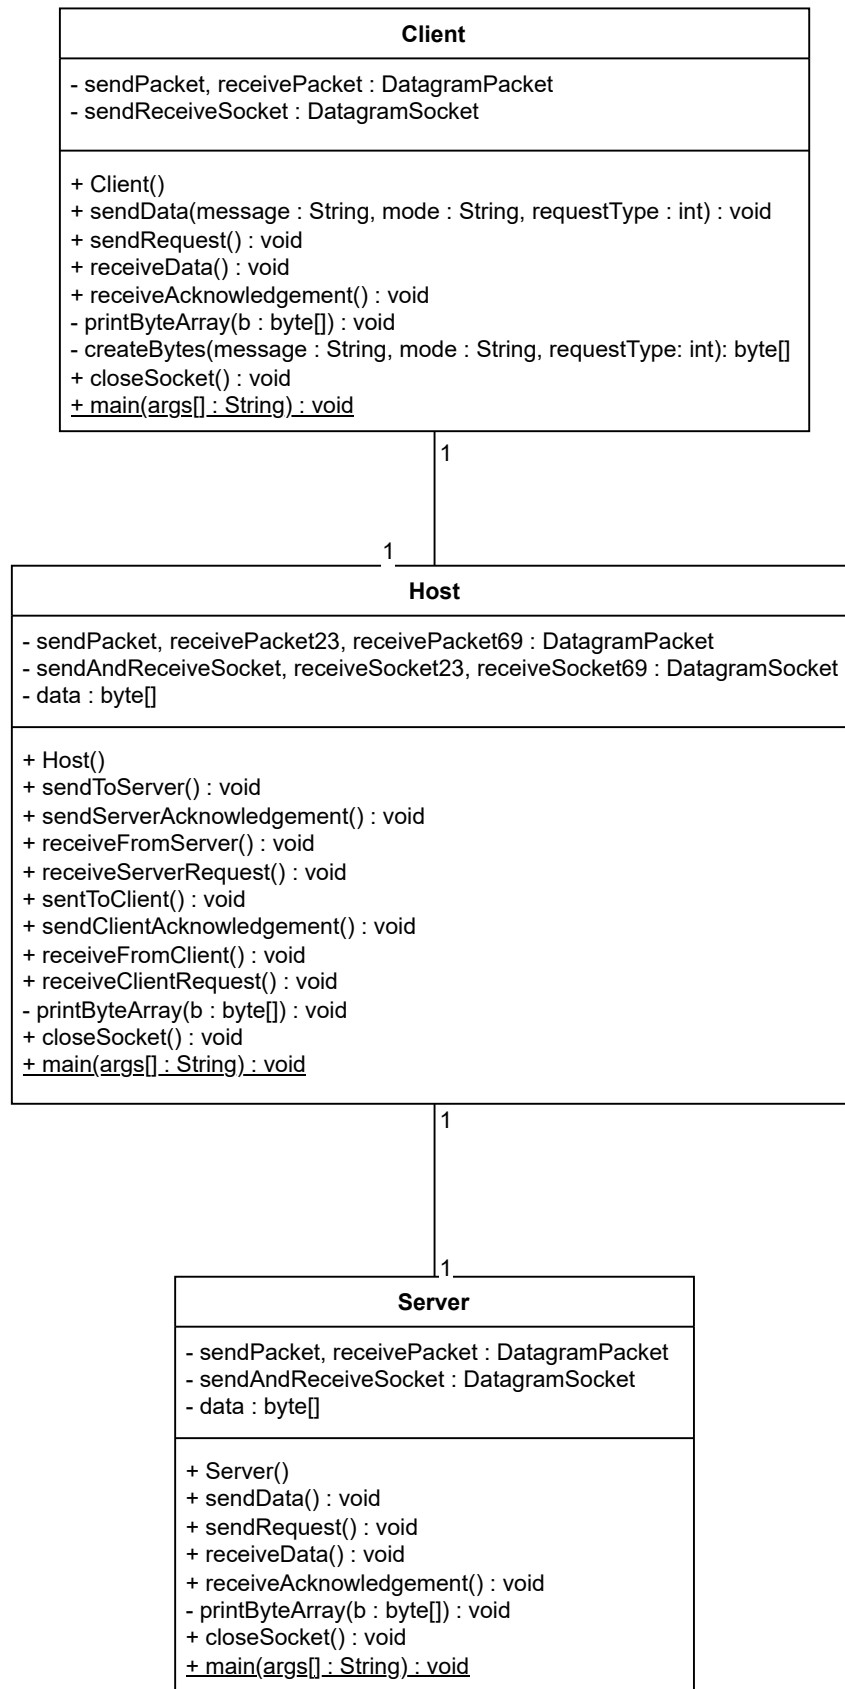 Client
- sendPacket, receivePacket : DatagramPacket
- sendReceiveSocket : DatagramSocket
+ Client()
+ sendData(message : String, mode : String, requestType : int) : void
+ sendRequest() : void
+ receiveData() : void
+ receiveAcknowledgement() : void
- printByteArray(b : byte[]) : void
- createBytes(message : String, mode : String, requestType: int): byte[]
+ closeSocket() : void
+ main(args[] : String) : void
1
1
Host
- sendPacket, receivePacket23, receivePacket69 : DatagramPacket
- sendAndReceiveSocket, receiveSocket23, receiveSocket69 : DatagramSocket
- data : byte[]
+ Host()
+ sendToServer() : void
+ sendServerAcknowledgement() : void
+ receiveFromServer() : void
+ receiveServerRequest() : void
+ sentToClient() : void
+ sendClientAcknowledgement() : void
+ receiveFromClient() : void
+ receiveClientRequest() : void
- printByteArray(b : byte[]) : void
+ closeSocket() : void
+ main(args[] : String) : void
1
1
Server
- sendPacket, receivePacket : DatagramPacket
- sendAndReceiveSocket : DatagramSocket
- data : byte[]
+ Server()
+ sendData() : void
+ sendRequest() : void
+ receiveData() : void
+ receiveAcknowledgement() : void
- printByteArray(b : byte[]) : void
+ closeSocket() : void
+ main(args[] : String) : void